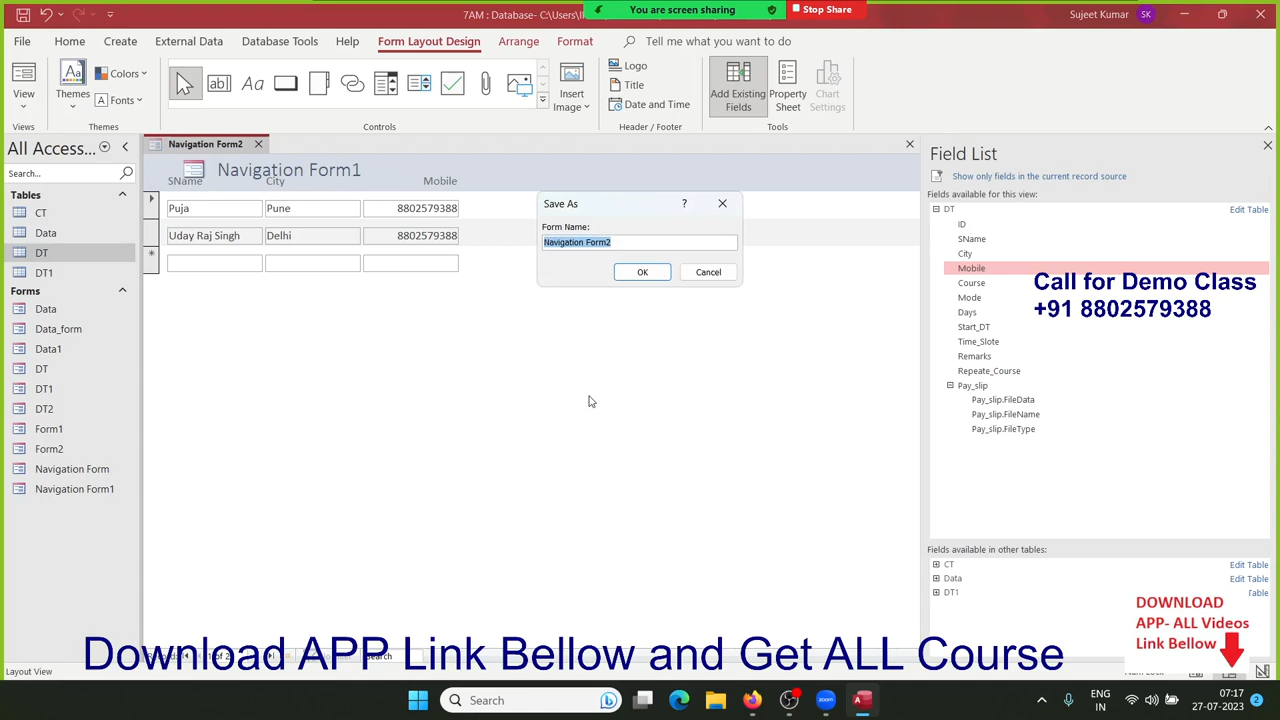 7AM : Database- C:\Users\
You are screen sharing
Stop Share
Sujeet Kumar
SK
File
Home
Create
External Data
Database Tools
Help
Form Layout Design
Arrange
Format
Tell me what you want to do
View
Themes
Colors
Fonts
Aa
Insert
Image
Logo
Title
Date and Time
Add Existing
Fields
Property
Sheet
Chart
Settings
Views
Themes
Controls
Header / Footer
Tools
All Access...
Search...
Tables
CT
Data
DT
DT1
Forms
Data
Data_form
Data1
DT
DT1
DT2
Form1
Form2
Navigation Form
Navigation Form1
Navigation Form2
Navigation Form1
SName
City
Mobile
Puja
Pune
8802579388
Uday Raj Singh
Delhi
8802579388
Save As
?
Form Name:
Navigation Form2
OK
Cancel
Field List
Show only fields in the current record source
Fields available for this view:
DT
Edit Table
ID
SName
City
Mobile
Course
Mode
Days
Start_DT
Time_Slote
Remarks
Repeate_Course
Pay_slip
Pay_slip.FileData
Pay_slip.FileName
Pay_slip.FileType
Call for Demo Class
+91 8802579388
Fields available in other tables:
CT
Edit Table
Data
Edit Table
DT1
Table
DOWNLOAD
APP- ALL Videos
Link Bellow
Download APP Link Bellow and Get ALL Course
Search
Layout View
Search
zoom
ENG
IN
07:17
27-07-2023
2